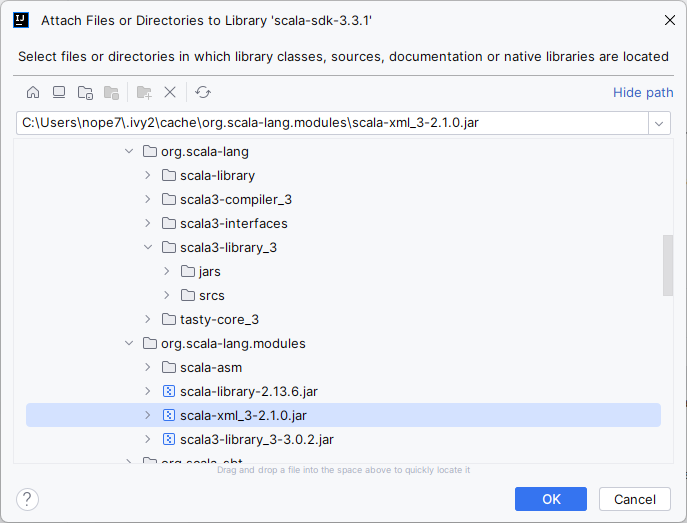 Attach Files or Directories to Library 'scala-sdk-3.3.1'
Select files or directories in which library classes, sources, documentation or native libraries are located
Hide path
C:\Users\nope7\.ivy2\cache\org.scala-lang.modules\scala-xml_3-2.1.0.jar
org.scala-lang
scala-library
scala3-compiler_3
scala3-interfaces
scala3-library_3
jars
srcs
tasty-core_3
org.scala-lang.modules
scala-asm
scala-library-2.13.6.jar
scala-xml_3-2.1.0.jar
scala3-library_3-3.0.2.jar
org.scala-sbt
Drag and drop a file into the space above to quickly locate it
?
OK
Cancel